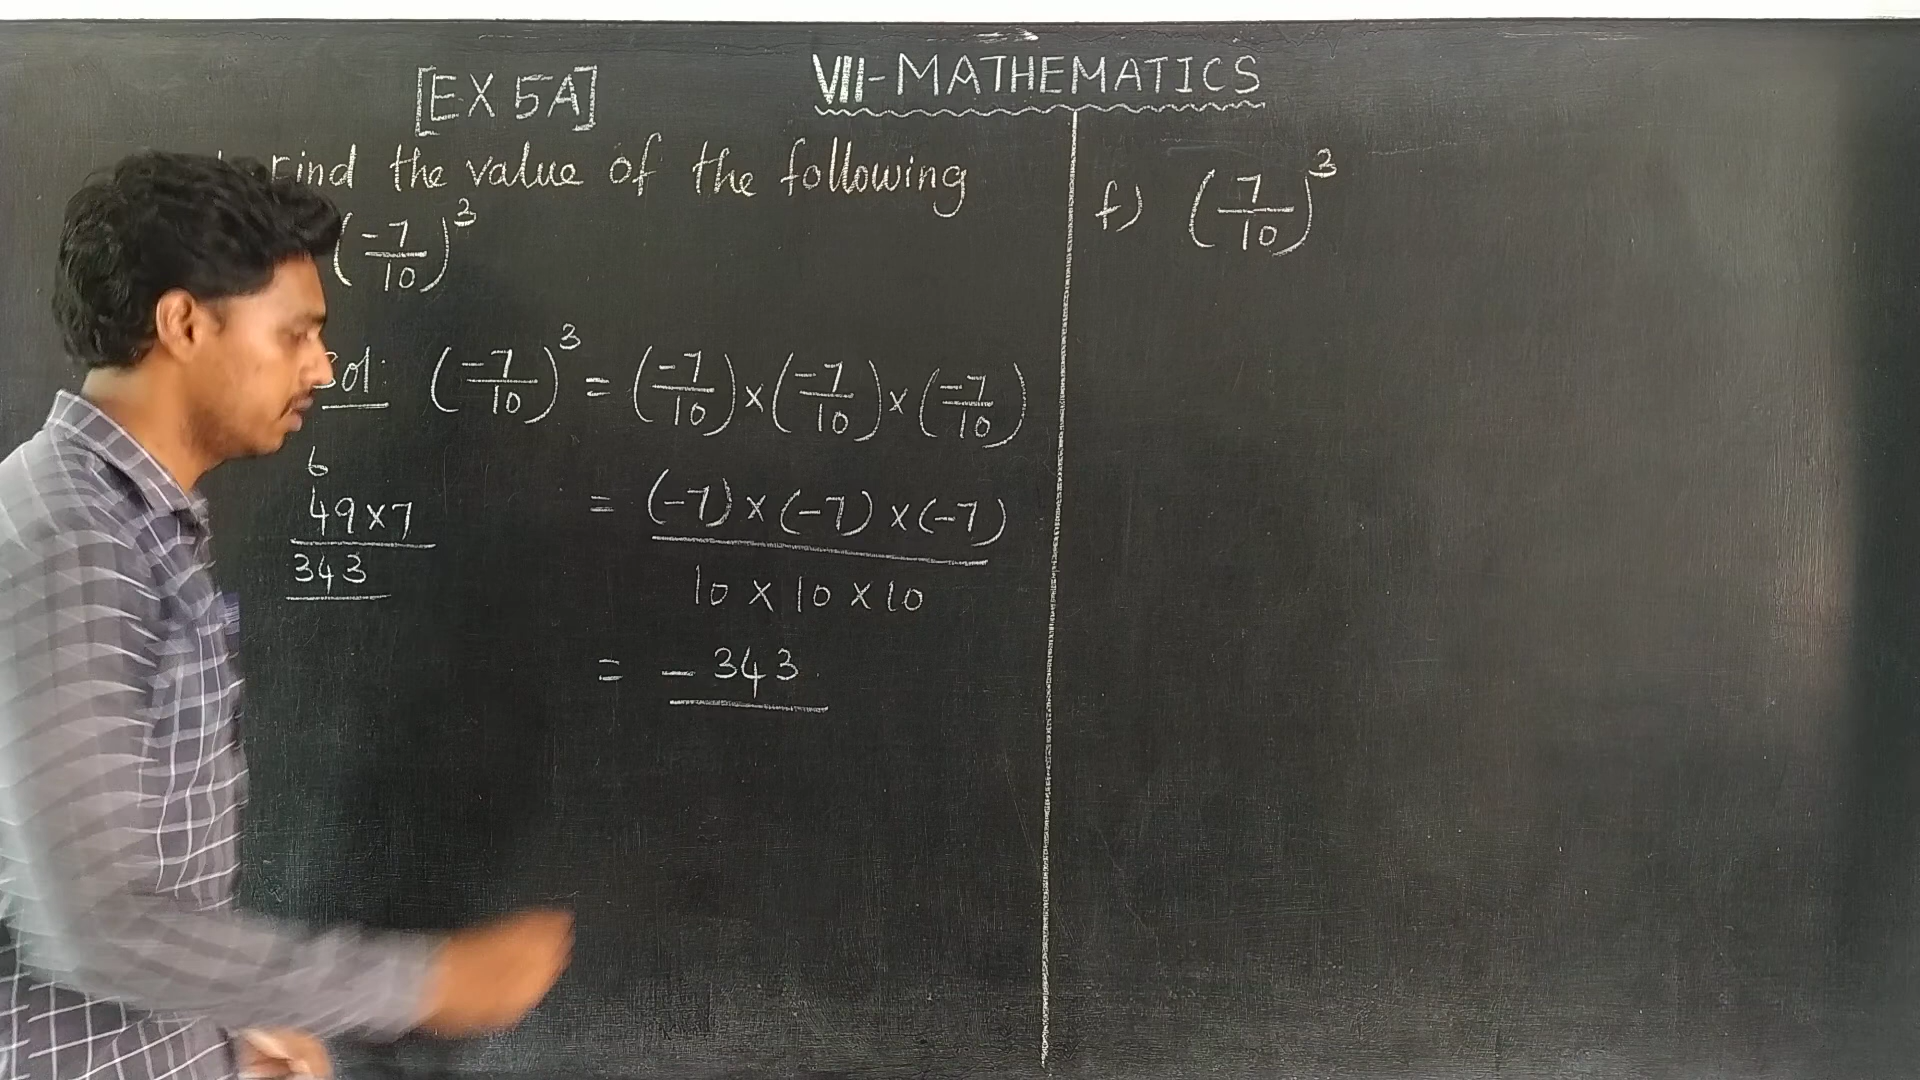 [EX 5A]
VII-MATHEMATICS
Find the value of the following
(-7/10)³
Sol: (-7/10)³ = (-7/10)×(-7/10)×(-7/10)
= (-7)×(-7)×(-7)
10×10×10
= -343
6
49×7
343
f) (7/10)³